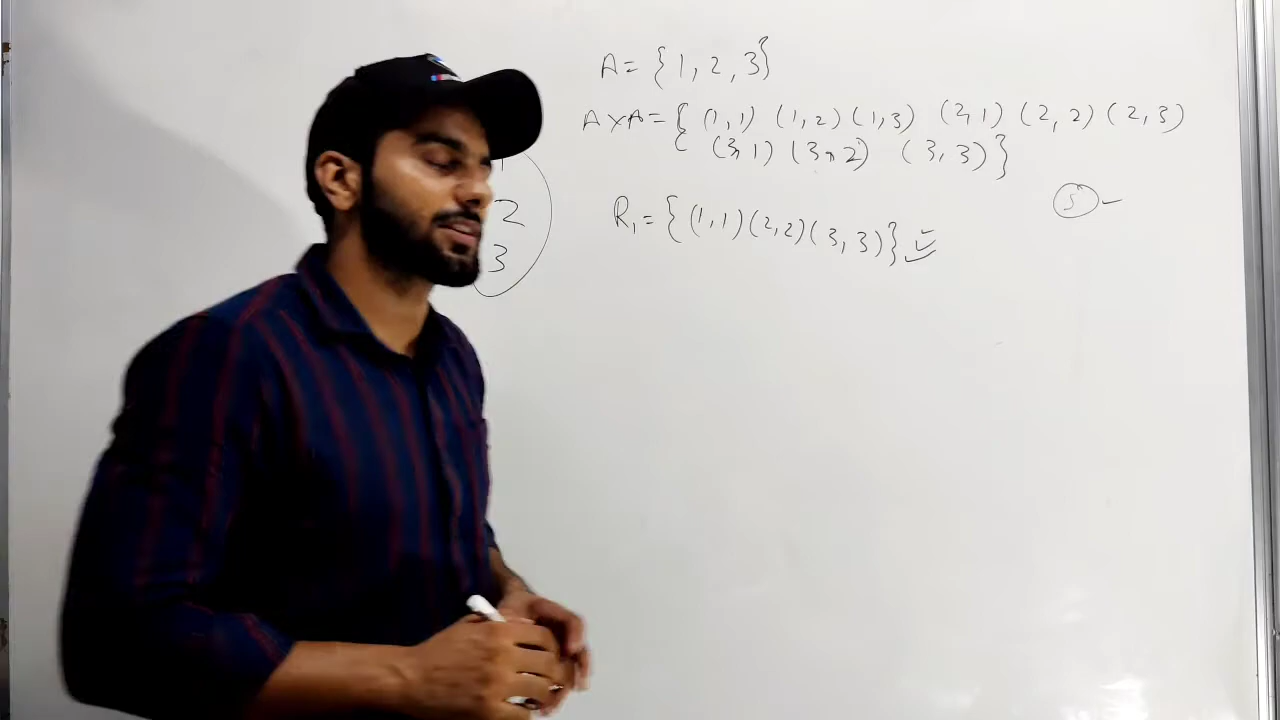 A = {1, 2, 3}
A×A = { (1,1) (1,2) (1,3) (2,1) (2,2) (2,3)
(3,1) (3,2) (3,3) }
R₁ = { (1,1) (2,2) (3,3) }
5
2
3